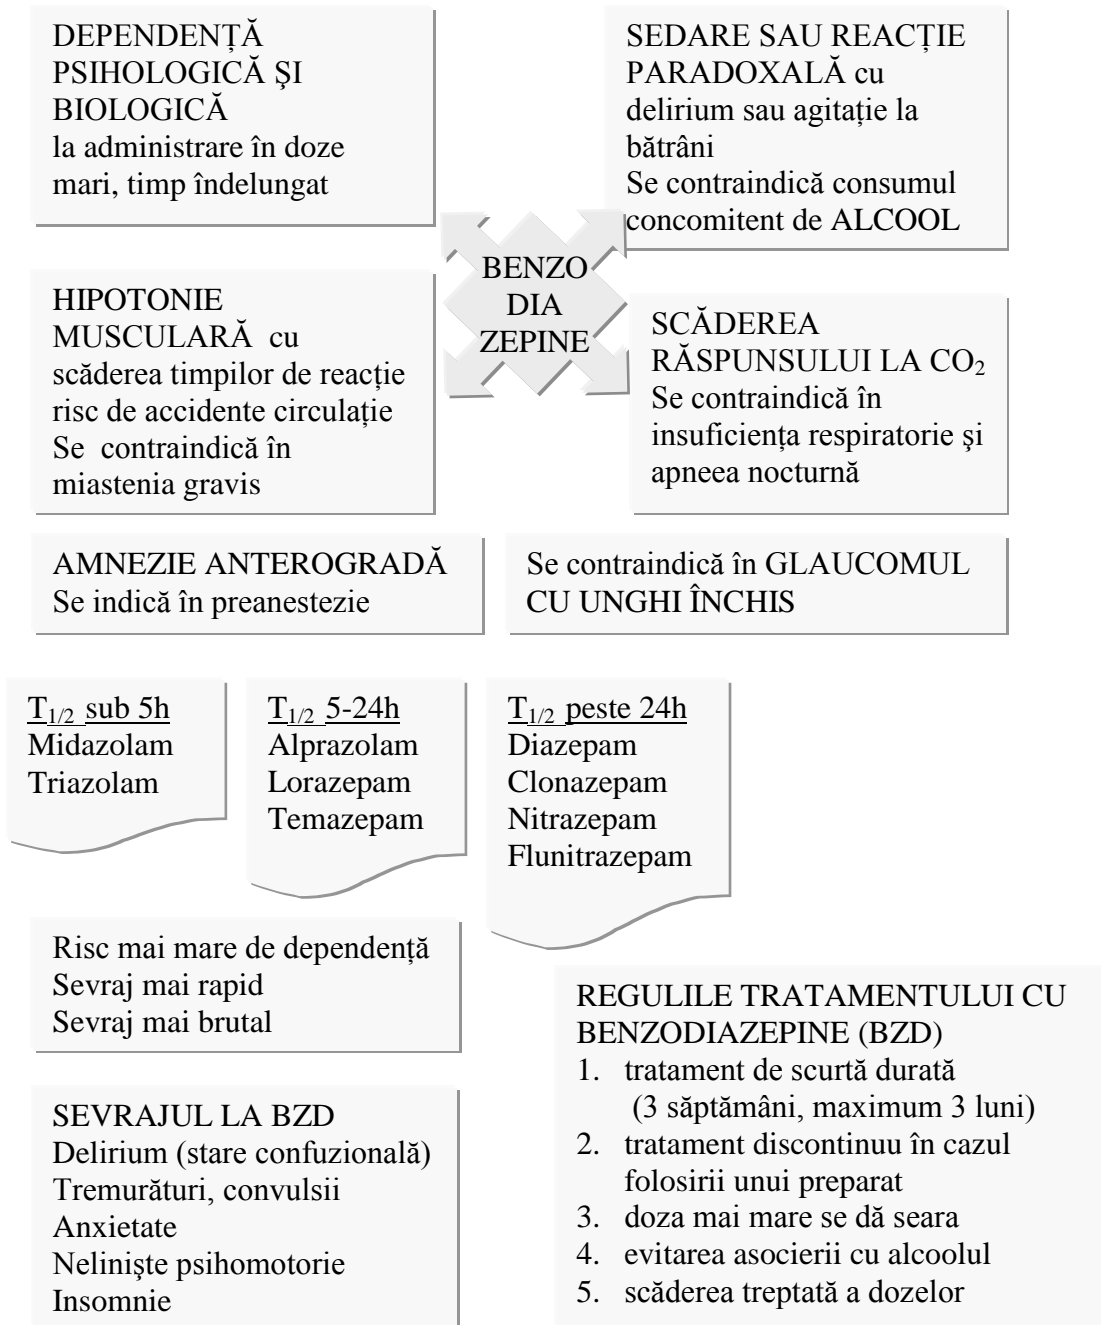 DEPENDENȚĂ
PSIHOLOGICĂ ŞI
BIOLOGICĂ
la administrare în doze
mari, timp îndelungat
SEDARE SAU REACȚIE
PARADOXALĂ cu
delirium sau agitație la
bătrâni
Se contraindică consumul
concomitent de ALCOOL
BENZO
DIA
ZEPINE
HIPOTONIE
MUSCULARĂ cu
scăderea timpilor de reacție
risc de accidente circulație
Se contraindică în
miastenia gravis
SCĂDEREA
RĂSPUNSULUI LA CO₂
Se contraindică în
insuficiența respiratorie şi
apneea nocturnă
AMNEZIE ANTEROGRADĂ
Se indică în preanestezie
Se contraindică în GLAUCOMUL
CU UNGHI ÎNCHIS
T1/2 sub 5h
Midazolam
Triazolam
T1/2 5-24h
Alprazolam
Lorazepam
Temazepam
T1/2 peste 24h
Diazepam
Clonazepam
Nitrazepam
Flunitrazepam
Risc mai mare de dependență
Sevraj mai rapid
Sevraj mai brutal
SEVRAJUL LA BZD
Delirium (stare confuzională)
Tremurături, convulsii
Anxietate
Nelinişte psihomotorie
Insomnie
REGULILE TRATAMENTULUI CU
BENZODIAZEPINE (BZD)
1. tratament de scurtă durată
(3 săptămâni, maximum 3 luni)
2. tratament discontinuu în cazul
folosirii unui preparat
3. doza mai mare se dă seara
4. evitarea asocierii cu alcoolul
5. scăderea treptată a dozelor